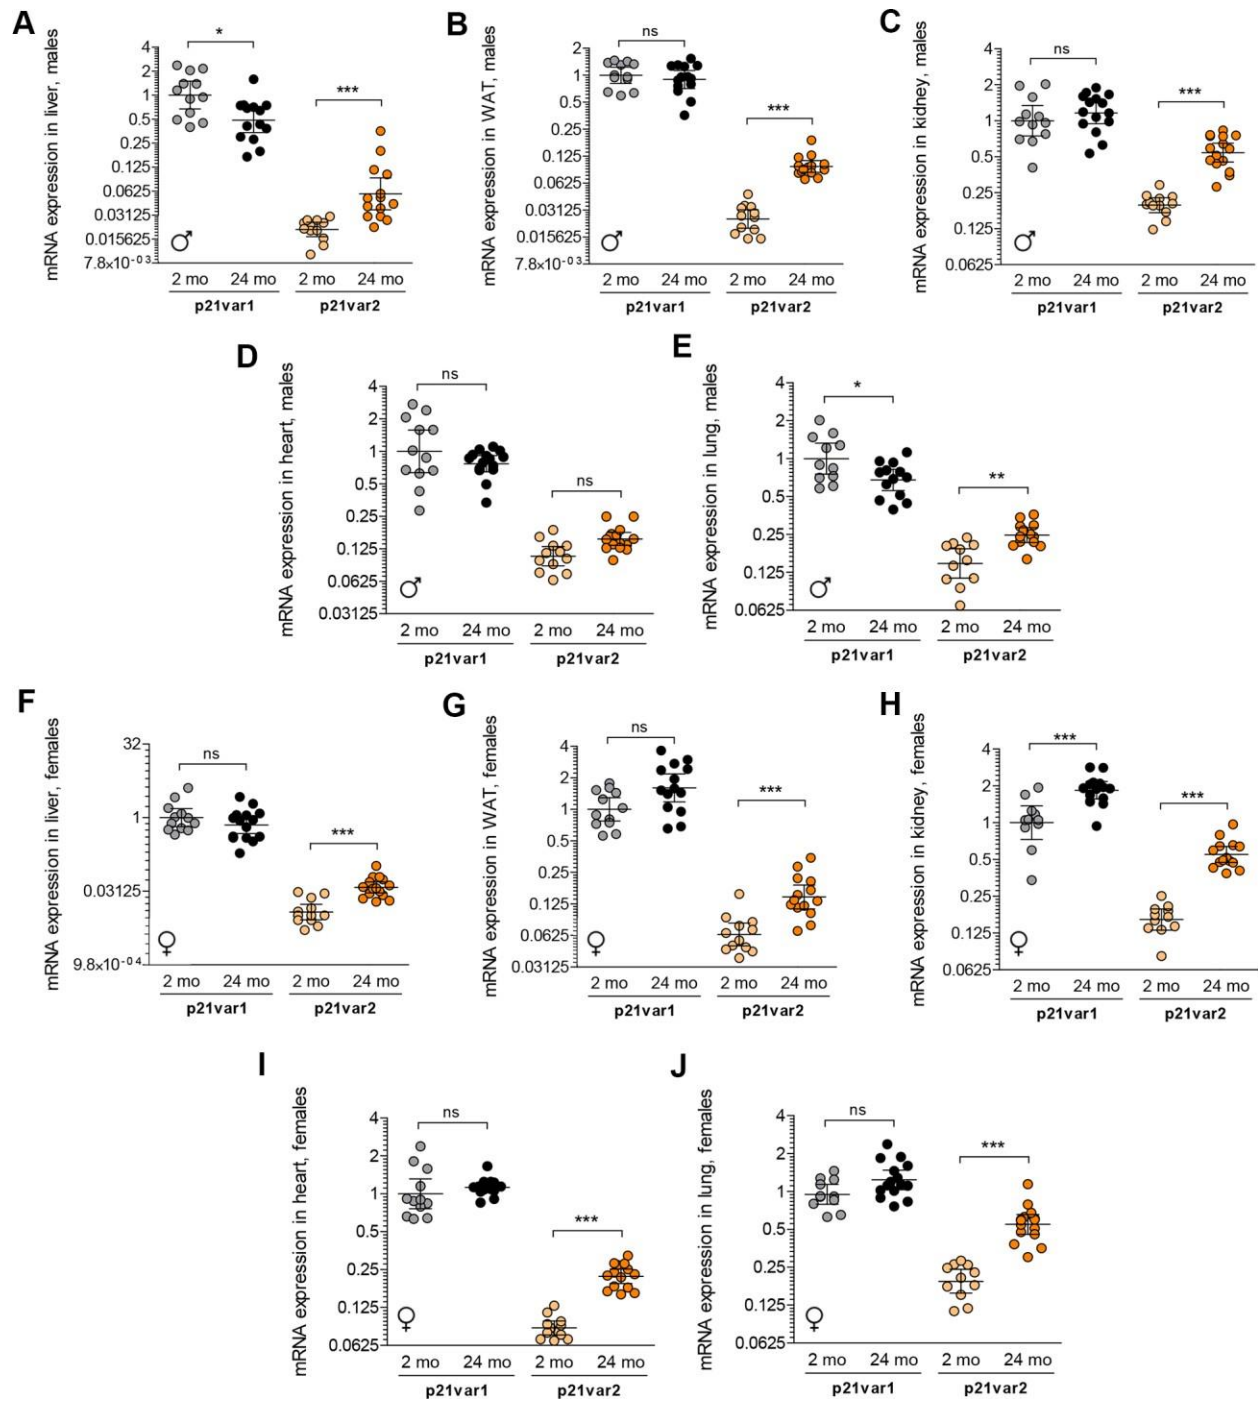 A
mRNA expression in liver, males
*
***
4
2
1
0.5
0.25
0.125
0.0625
0.03125
0.015625
7.8×10⁻⁰³
♂
2 mo 24 mo 2 mo 24 mo
p21var1 p21var2
B
mRNA expression in WAT, males
ns
***
2
1
0.5
0.25
0.125
0.0625
0.03125
0.015625
7.8×10⁻⁰³
2 mo 24 mo 2 mo 24 mo
p21var1 p21var2
C
mRNA expression in kidney, males
ns
***
4
2
1
0.5
0.25
0.125
0.0625
♂
2 mo 24 mo 2 mo 24 mo
p21var1 p21var2
D
mRNA expression in heart, males
ns
ns
4
2
1
0.5
0.25
0.125
0.0625
0.03125
♂
2 mo 24 mo 2 mo 24 mo
p21var1 p21var2
E
mRNA expression in lung, males
*
**
4
2
1
0.5
0.25
0.125
0.0625
♂
2 mo 24 mo 2 mo 24 mo
p21var1 p21var2
F
mRNA expression in liver, females
ns
***
32
1
0.03125
9.8×10⁻⁰⁴
♀
2 mo 24 mo 2 mo 24 mo
p21var1 p21var2
G
mRNA expression in WAT, females
ns
***
4
2
1
0.5
0.25
0.125
0.0625
0.03125
♀
2 mo 24 mo 2 mo 24 mo
p21var1 p21var2
H
mRNA expression in kidney, females
***
***
4
2
1
0.5
0.25
0.125
0.0625
♀
2 mo 24 mo 2 mo 24 mo
p21var1 p21var2
I
mRNA expression in heart, females
ns
***
4
2
1
0.5
0.25
0.125
0.0625
♀
2 mo 24 mo 2 mo 24 mo
p21var1 p21var2
J
mRNA expression in lung, females
ns
***
4
2
1
0.5
0.25
0.125
0.0625
♀
2 mo 24 mo 2 mo 24 mo
p21var1 p21var2